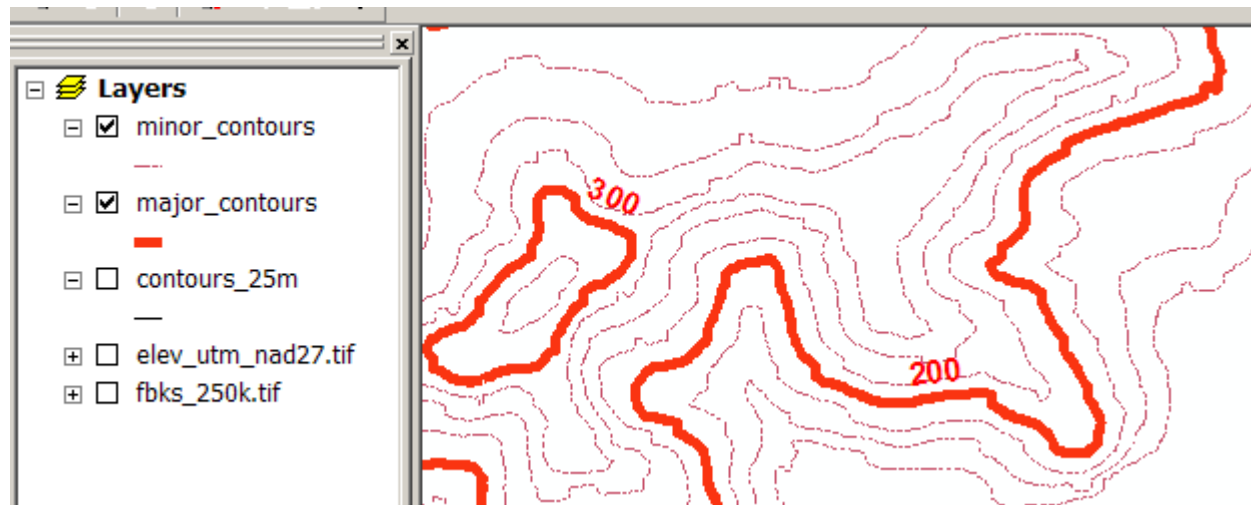 Layers
minor_contours
major_contours
contours_25m
elev_utm_nad27.tif
fbks_250k.tif
300
200